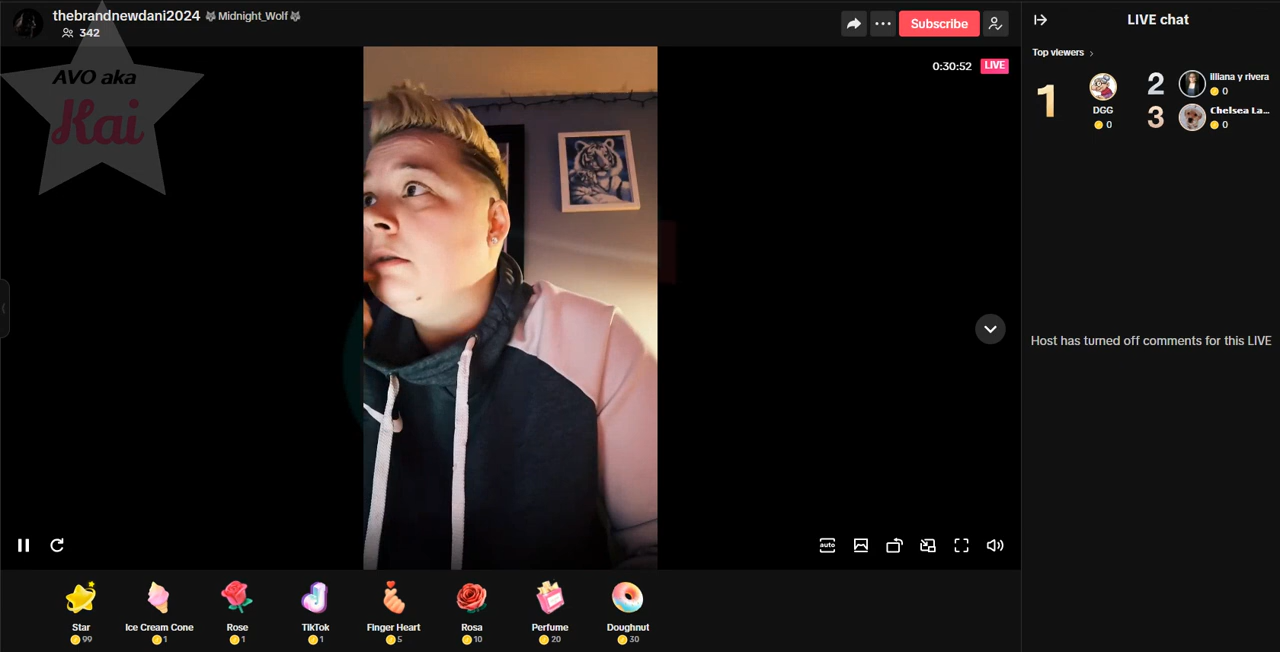 thebrandnewdani2024 🐺Midnight_Wolf🐺
342
AVO aka
Kai
Subscribe
0:30:52 LIVE
LIVE chat
Top viewers
1
DGG
0
2
illiana y rivera
0
3
Chelsea La...
0
Host has turned off comments for this LIVE
auto
Star
99
Ice Cream Cone
1
Rose
1
TikTok
1
Finger Heart
5
Rosa
10
Perfume
20
Doughnut
30